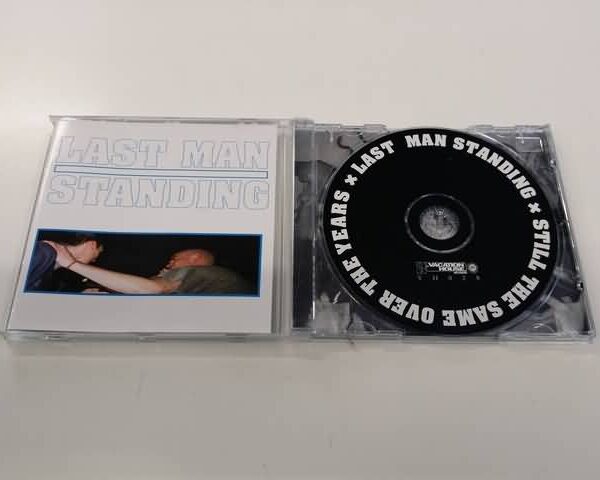 LAST MAN
STANDING
LAST MAN STANDING × STILL THE SAME OVER THE YEARS ×
VACATION
HOUSE